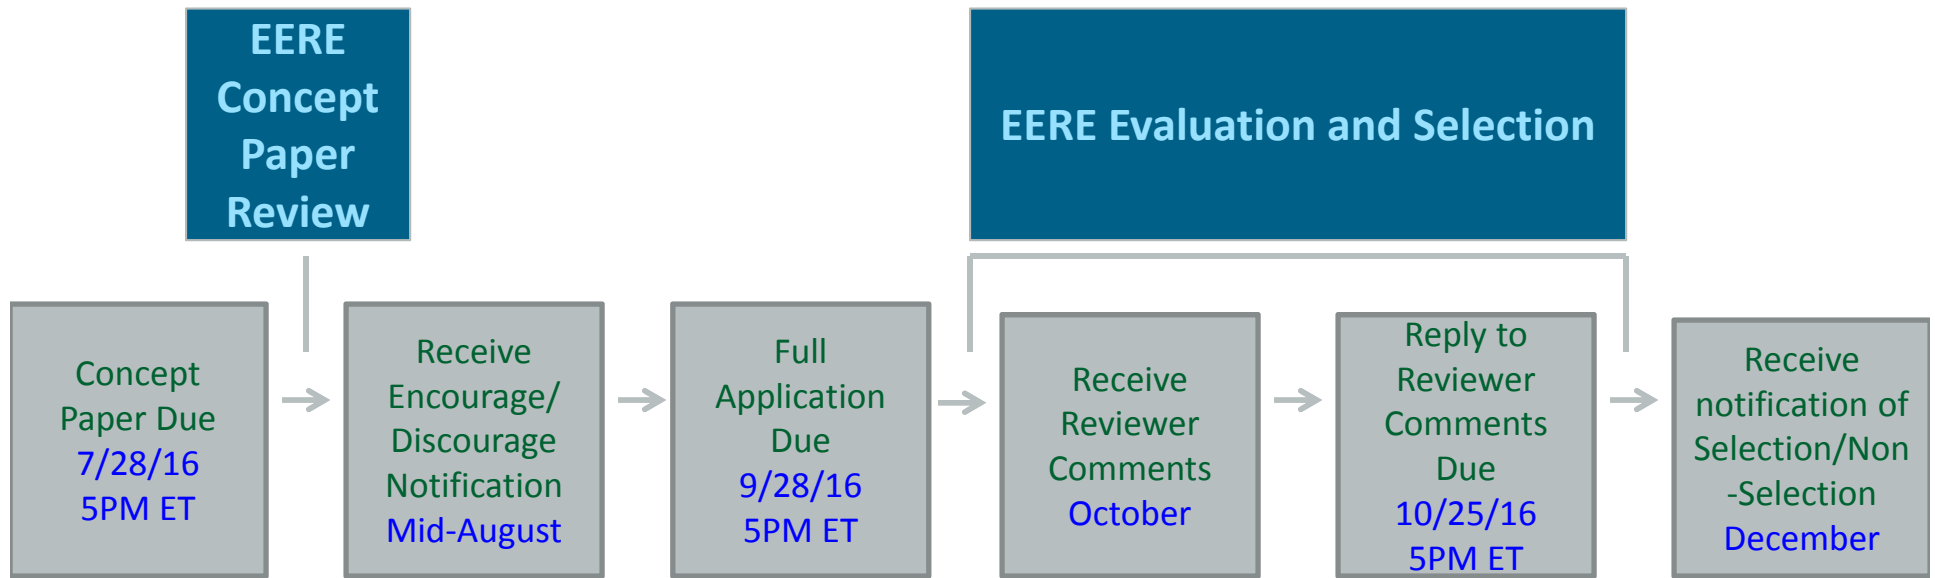 EERE
Concept
Paper
Review
EERE Evaluation and Selection
Concept
Paper Due
7/28/16
5PM ET
Receive
Encourage/
Discourage
Notification
Mid-August
Full
Application
Due
9/28/16
5PM ET
Receive
Reviewer
Comments
October
Reply to
Reviewer
Comments
Due
10/25/16
5PM ET
Receive
notification of
Selection/Non
-Selection
December